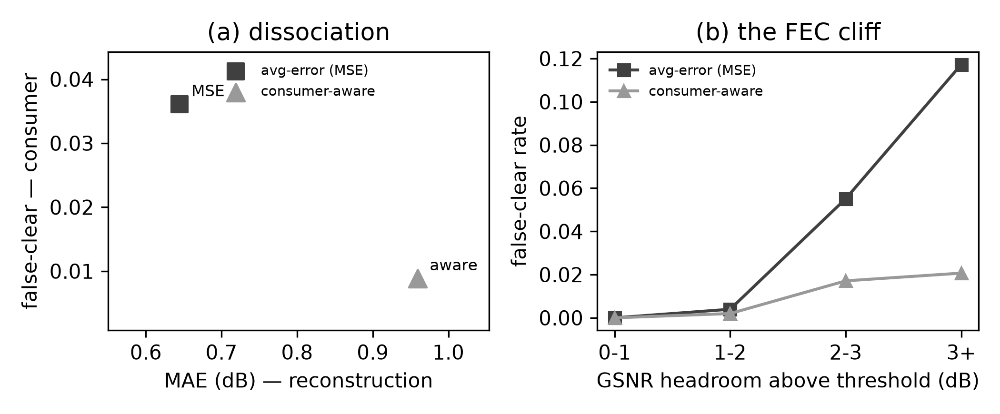 (a) dissociation
false-clear — consumer
0.04
0.03
0.02
0.01
avg-error (MSE)
consumer-aware
MSE
aware
0.6 0.7 0.8 0.9 1.0
MAE (dB) — reconstruction
(b) the FEC cliff
false-clear rate
0.12
0.10
0.08
0.06
0.04
0.02
0.00
avg-error (MSE)
consumer-aware
0-1 1-2 2-3 3+
GSNR headroom above threshold (dB)